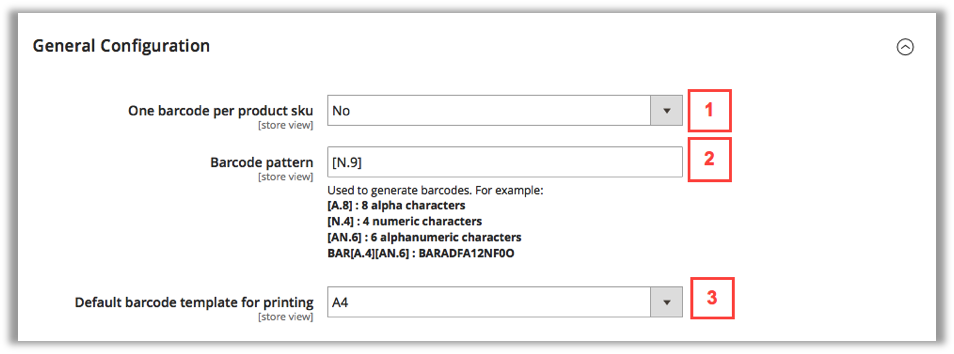 General Configuration
One barcode per product sku
[store view]
No
1
Barcode pattern
[store view]
[N.9]
2
Used to generate barcodes. For example:
[A.8] : 8 alpha characters
[N.4] : 4 numeric characters
[AN.6] : 6 alphanumeric characters
BAR[A.4][AN.6] : BARADFA12NF0O
Default barcode template for printing
[store view]
A4
3